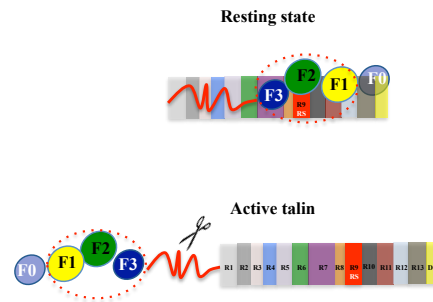 Resting state
F3 F2 F1 F0
R9
RS
Active talin
F0 F1 F2 F3
R1 R2 R3 R4 R5 R6 R7 R8 R9 R10 R11 R12 R13 D
RS